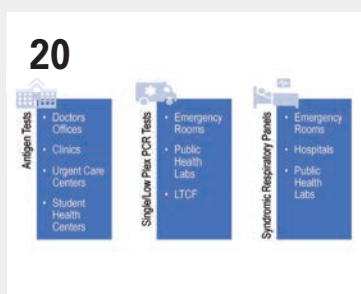 20
Antigen Tests
• Doctors
Offices
• Clinics
• Urgent Care
Centers
• Student
Health
Centers
Single/Low Plex PCR Tests
• Emergency
Rooms
• Public
Health
Labs
• LTCF
Syndromic Respiratory Panels
• Emergency
Rooms
• Hospitals
• Public
Health
Labs